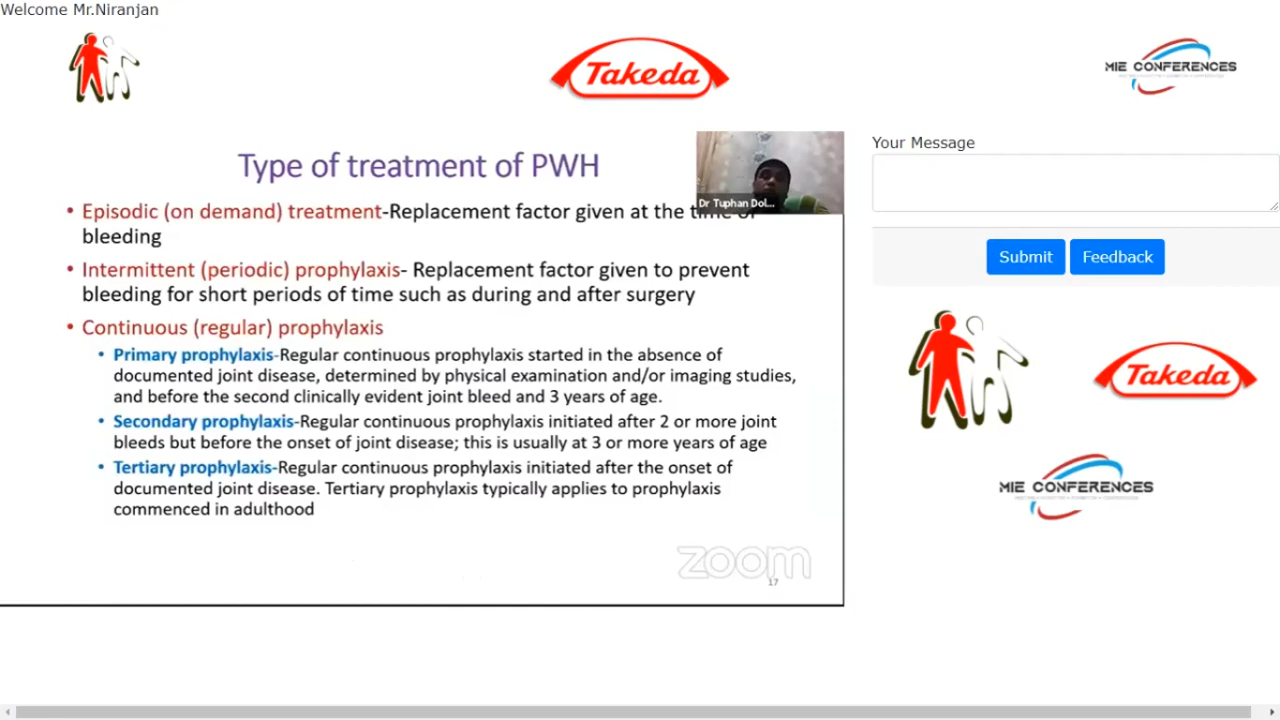 Welcome Mr.Niranjan
Takeda
MIE CONFERENCES
Type of treatment of PWH
Dr Tuphan Dol...
• Episodic (on demand) treatment-Replacement factor given at the time of
bleeding
• Intermittent (periodic) prophylaxis- Replacement factor given to prevent
bleeding for short periods of time such as during and after surgery
• Continuous (regular) prophylaxis
• Primary prophylaxis-Regular continuous prophylaxis started in the absence of
documented joint disease, determined by physical examination and/or imaging studies,
and before the second clinically evident joint bleed and 3 years of age.
• Secondary prophylaxis-Regular continuous prophylaxis initiated after 2 or more joint
bleeds but before the onset of joint disease; this is usually at 3 or more years of age
• Tertiary prophylaxis-Regular continuous prophylaxis initiated after the onset of
documented joint disease. Tertiary prophylaxis typically applies to prophylaxis
commenced in adulthood
zoom
17
Your Message
Submit
Feedback
Takeda
MIE CONFERENCES